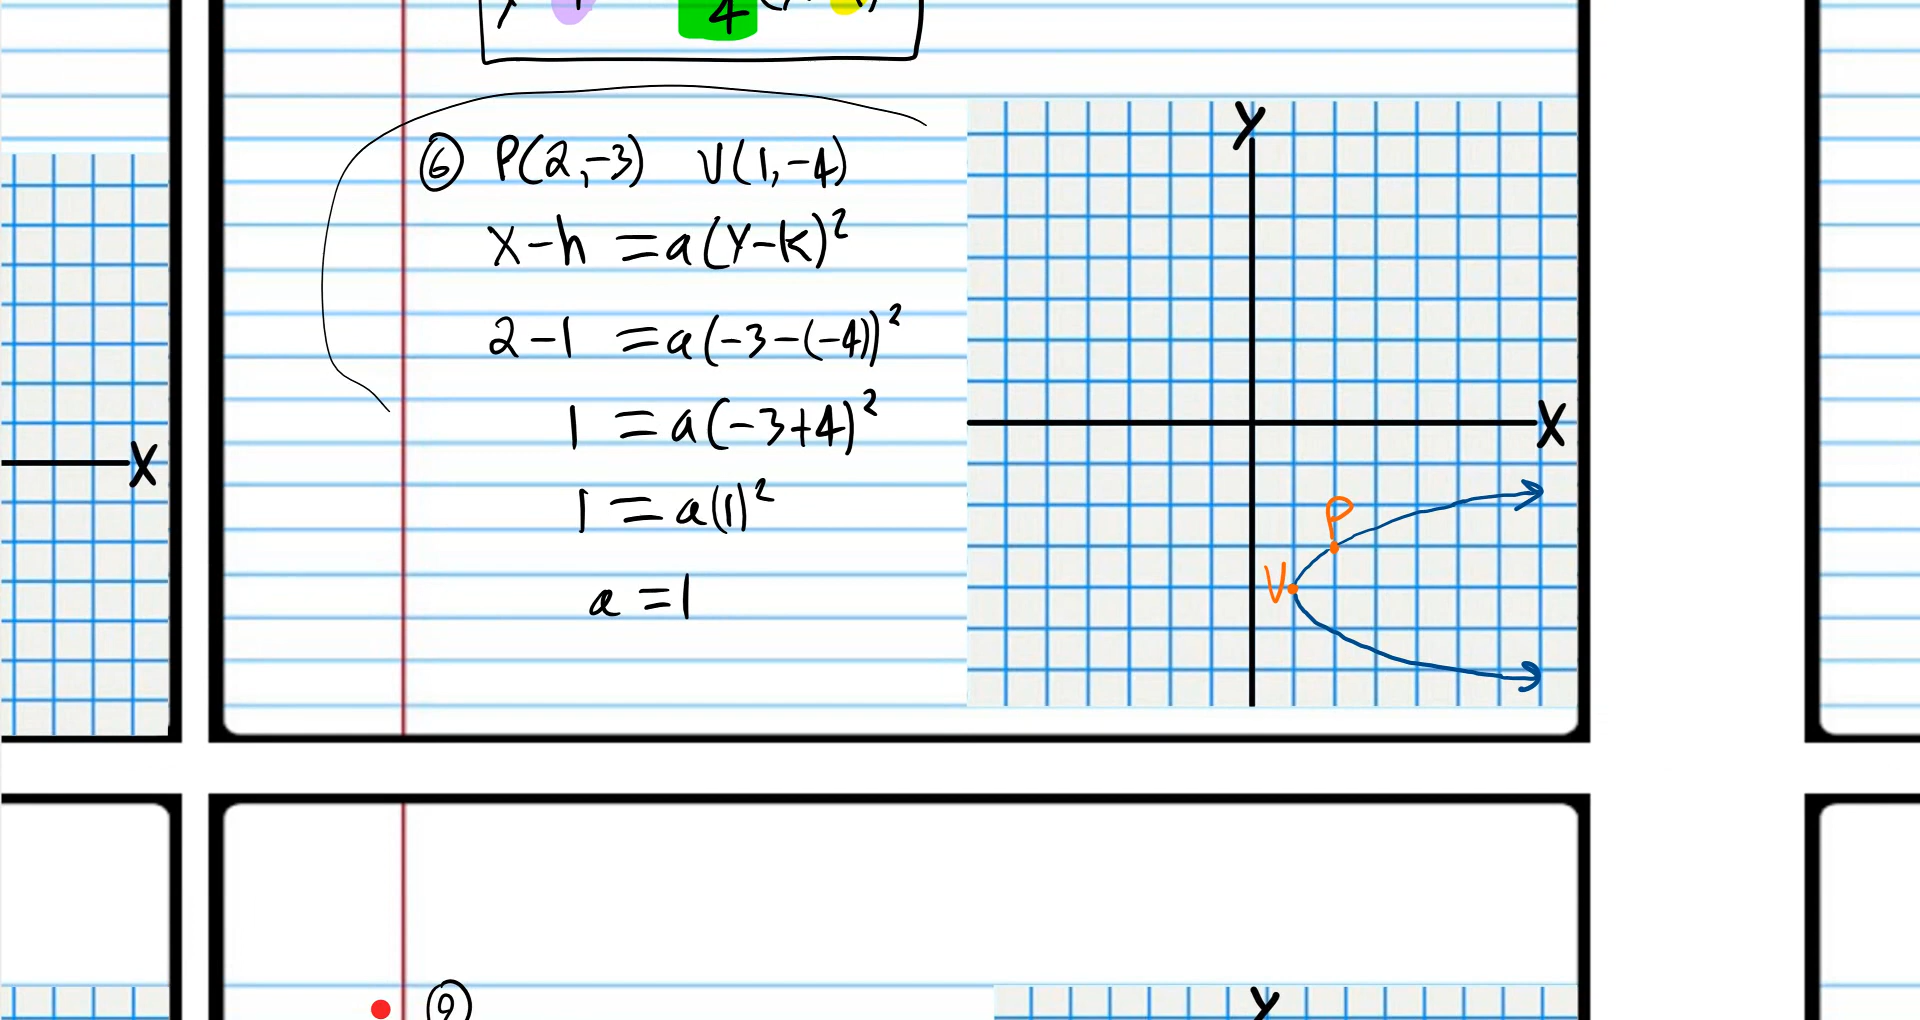 4
⑥ P(2,-3) V(1,-4)
x-h = a(y-k)²
2-1 = a(-3-(-4))²
1 = a(-3+4)²
1 = a(1)²
a = 1
y
x
P
V
x
⑨
y